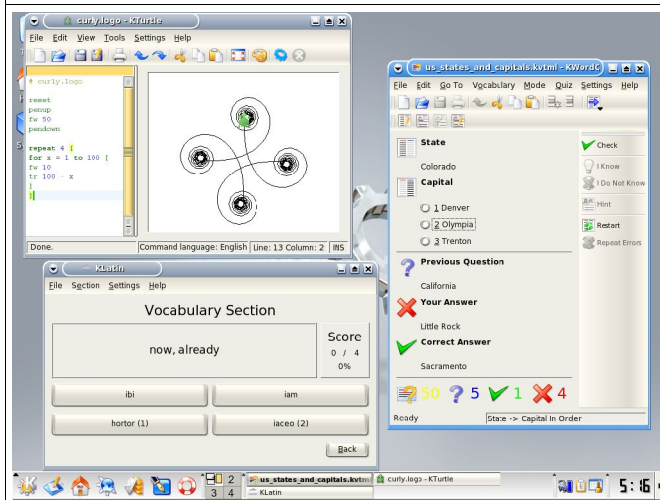 curly.logo - KTurtle
File Edit View Tools Settings Help
# curly.logo
reset
penup
fw 50
pendown
repeat 4 [
for x = 1 to 100 [
fw 10
tr 100 - x
]
]
Done. Command language: English Line: 13 Column: 2 INS
KLatin
File Section Settings Help
Vocabulary Section
now, already
Score
0 / 4
0%
ibi iam
hortor (1) iaceo (2)
Back
us_states_and_capitals.kvtml - KWordQ
File Edit Go To Vocabulary Mode Quiz Settings Help
State
Colorado
Capital
1 Denver
2 Olympia
3 Trenton
Previous Question
California
Your Answer
Little Rock
Correct Answer
Sacramento
50 ? 5 1 4
Ready State -> Capital In Order
Check
I Know
I Do Not Know
Hint
Restart
Repeat Errors
2
3 4
us_states_and_capitals.kvtm
KLatin
curly.logo - KTurtle
5:16